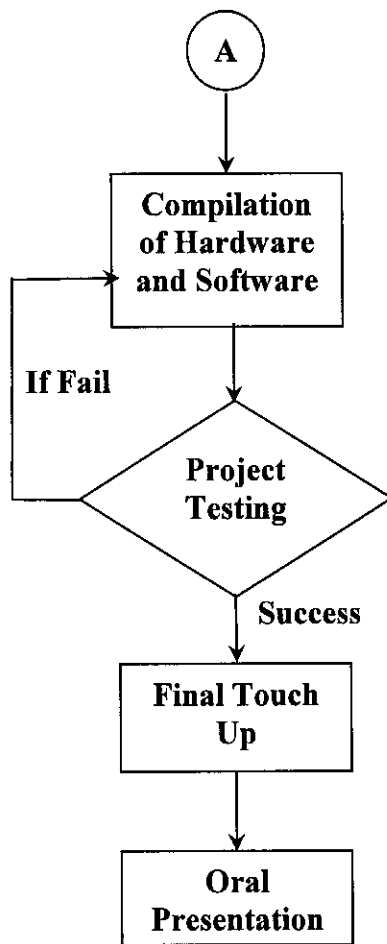 A
Compilation
of Hardware
and Software
If Fail
Project
Testing
Success
Final Touch
Up
Oral
Presentation